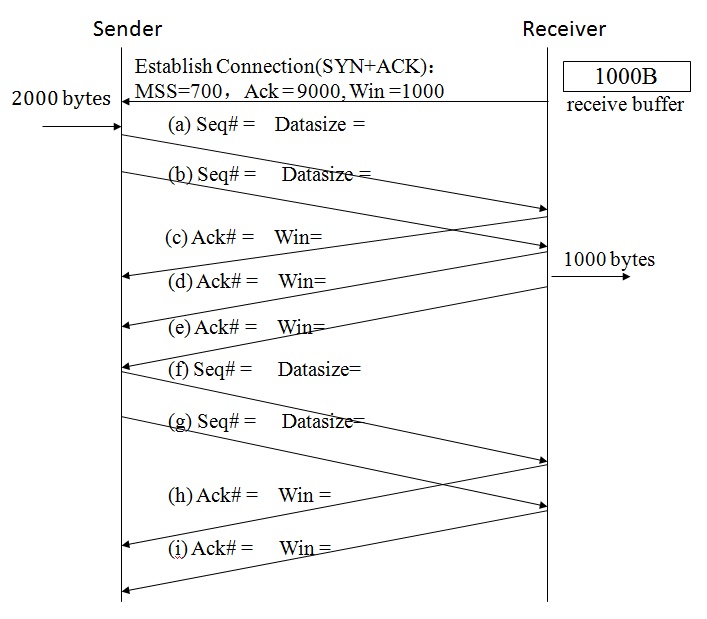 Sender
Receiver
Establish Connection(SYN+ACK):
MSS=700, Ack=9000, Win=1000
1000B
receive buffer
2000 bytes
(a) Seq# = Datasize =
(b) Seq# = Datasize =
(c) Ack# = Win=
1000 bytes
(d) Ack# = Win=
(e) Ack# = Win=
(f) Seq# = Datasize=
(g) Seq# = Datasize=
(h) Ack# = Win =
(i) Ack# = Win =